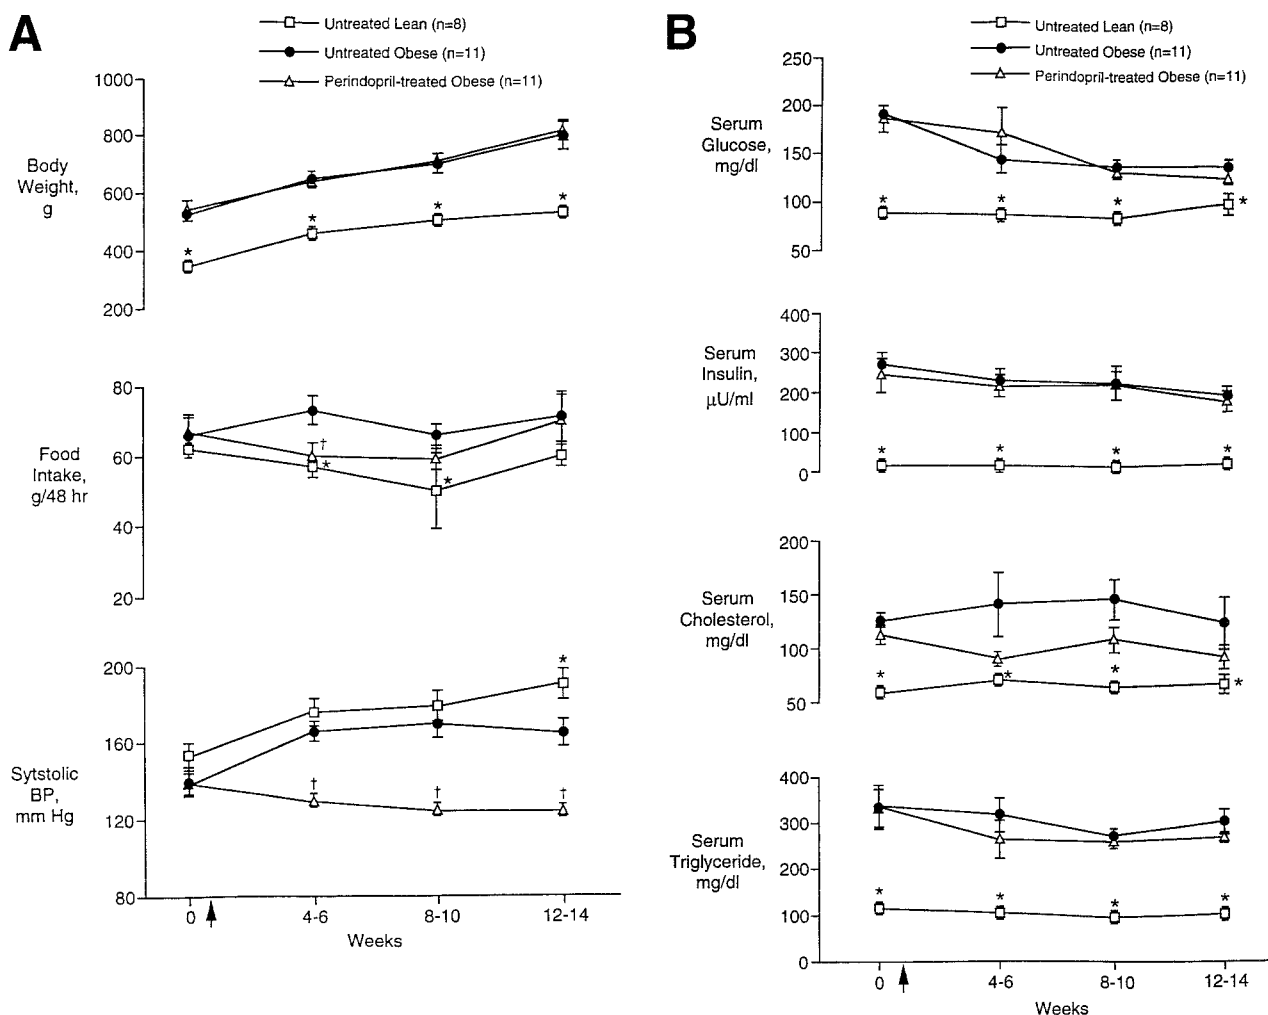 A
Untreated Lean (n=8)
Untreated Obese (n=11)
Perindopril-treated Obese (n=11)
1000
800
600
400
200
Body
Weight,
g
*
*
*
*
80
60
40
20
Food
Intake,
g/48 hr
†
*
*
200
160
120
80
Sytstolic
BP,
mm Hg
*
†
†
†
0
4-6
8-10
12-14
Weeks
B
Untreated Lean (n=8)
Untreated Obese (n=11)
Perindopril-treated Obese (n=11)
250
200
150
100
50
Serum
Glucose,
mg/dl
*
*
*
*
400
300
200
100
0
Serum
Insulin,
μU/ml
*
*
*
*
200
150
100
50
Serum
Cholesterol,
mg/dl
*
*
*
*
400
300
200
100
0
Serum
Triglyceride,
mg/dl
*
*
*
*
0
4-6
8-10
12-14
Weeks